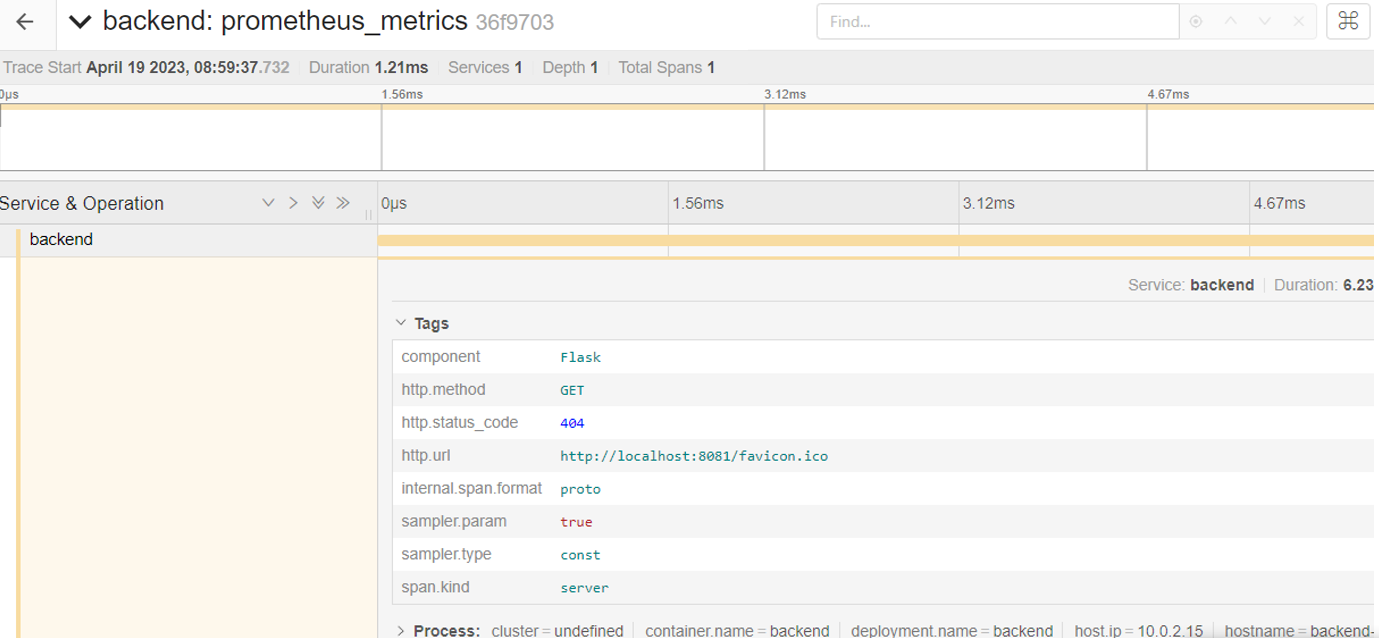 backend: prometheus_metrics 36f9703
Find...
Trace Start April 19 2023, 08:59:37.732 Duration 1.21ms Services 1 Depth 1 Total Spans 1
0μs 1.56ms 3.12ms 4.67ms
Service & Operation 0μs 1.56ms 3.12ms 4.67ms
backend
Service: backend Duration: 6.23
Tags
component Flask
http.method GET
http.status_code 404
http.url http://localhost:8081/favicon.ico
internal.span.format proto
sampler.param true
sampler.type const
span.kind server
Process: cluster = undefined container.name = backend deployment.name = backend host.ip = 10.0.2.15 hostname = backend-